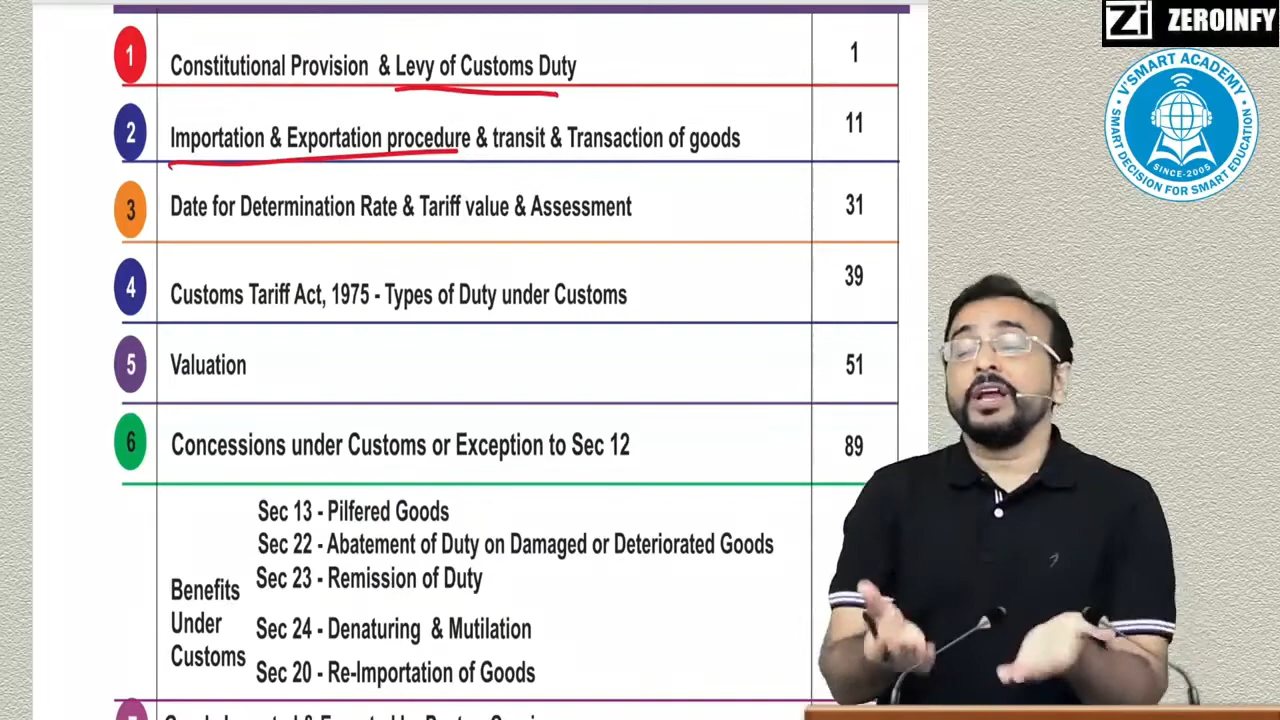 Zi ZEROINFY
V'SMART ACADEMY
SINCE-2005
SMART DECISION FOR SMART EDUCATION
1 Constitutional Provision & Levy of Customs Duty 1
2 Importation & Exportation procedure & transit & Transaction of goods 11
3 Date for Determination Rate & Tariff value & Assessment 31
4 Customs Tariff Act, 1975 - Types of Duty under Customs 39
5 Valuation 51
6 Concessions under Customs or Exception to Sec 12 89
Benefits Under Customs
Sec 13 - Pilfered Goods
Sec 22 - Abatement of Duty on Damaged or Deteriorated Goods
Sec 23 - Remission of Duty
Sec 24 - Denaturing & Mutilation
Sec 20 - Re-Importation of Goods